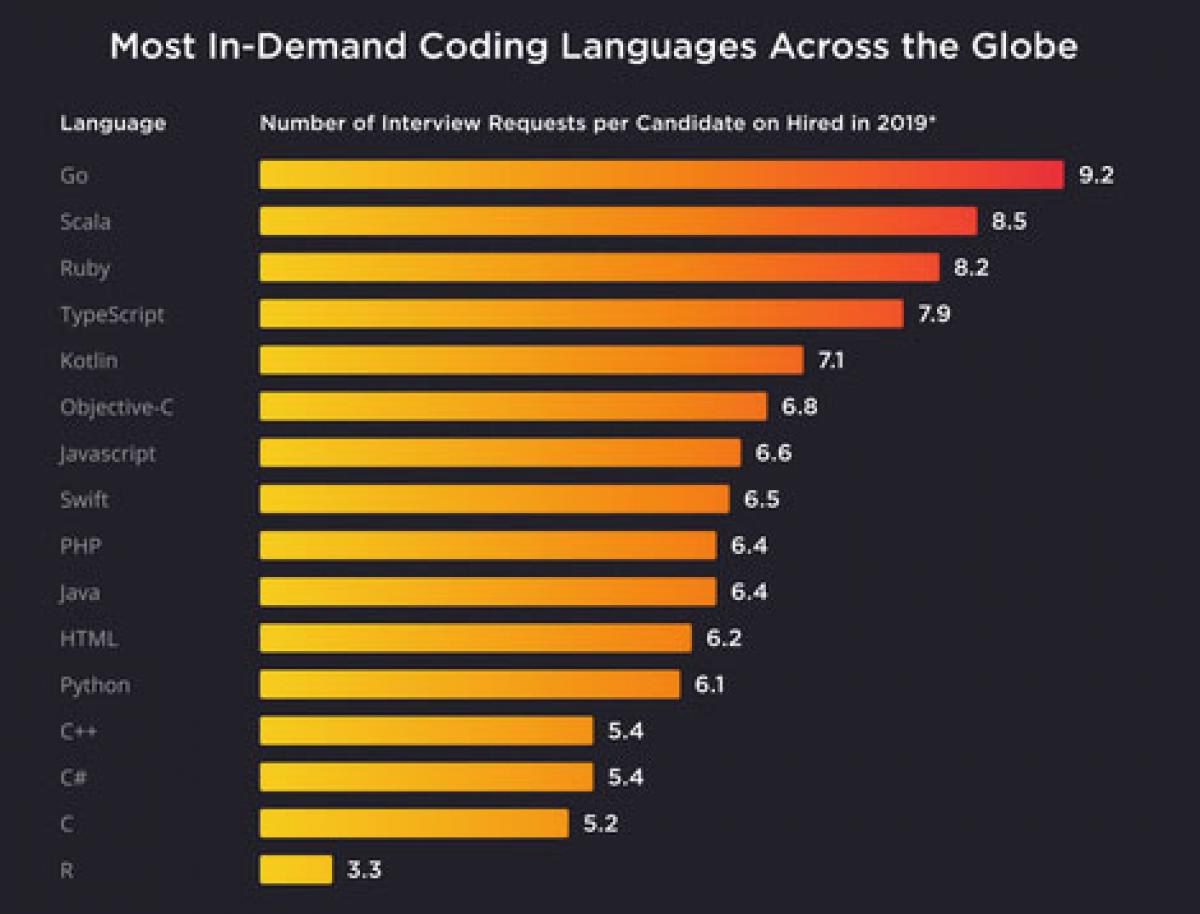 Most In-Demand Coding Languages Across the Globe
Language Number of Interview Requests per Candidate on Hired in 2019*
Go 9.2
Scala 8.5
Ruby 8.2
TypeScript 7.9
Kotlin 7.1
Objective-C 6.8
Javascript 6.6
Swift 6.5
PHP 6.4
Java 6.4
HTML 6.2
Python 6.1
C++ 5.4
C# 5.4
C 5.2
R 3.3